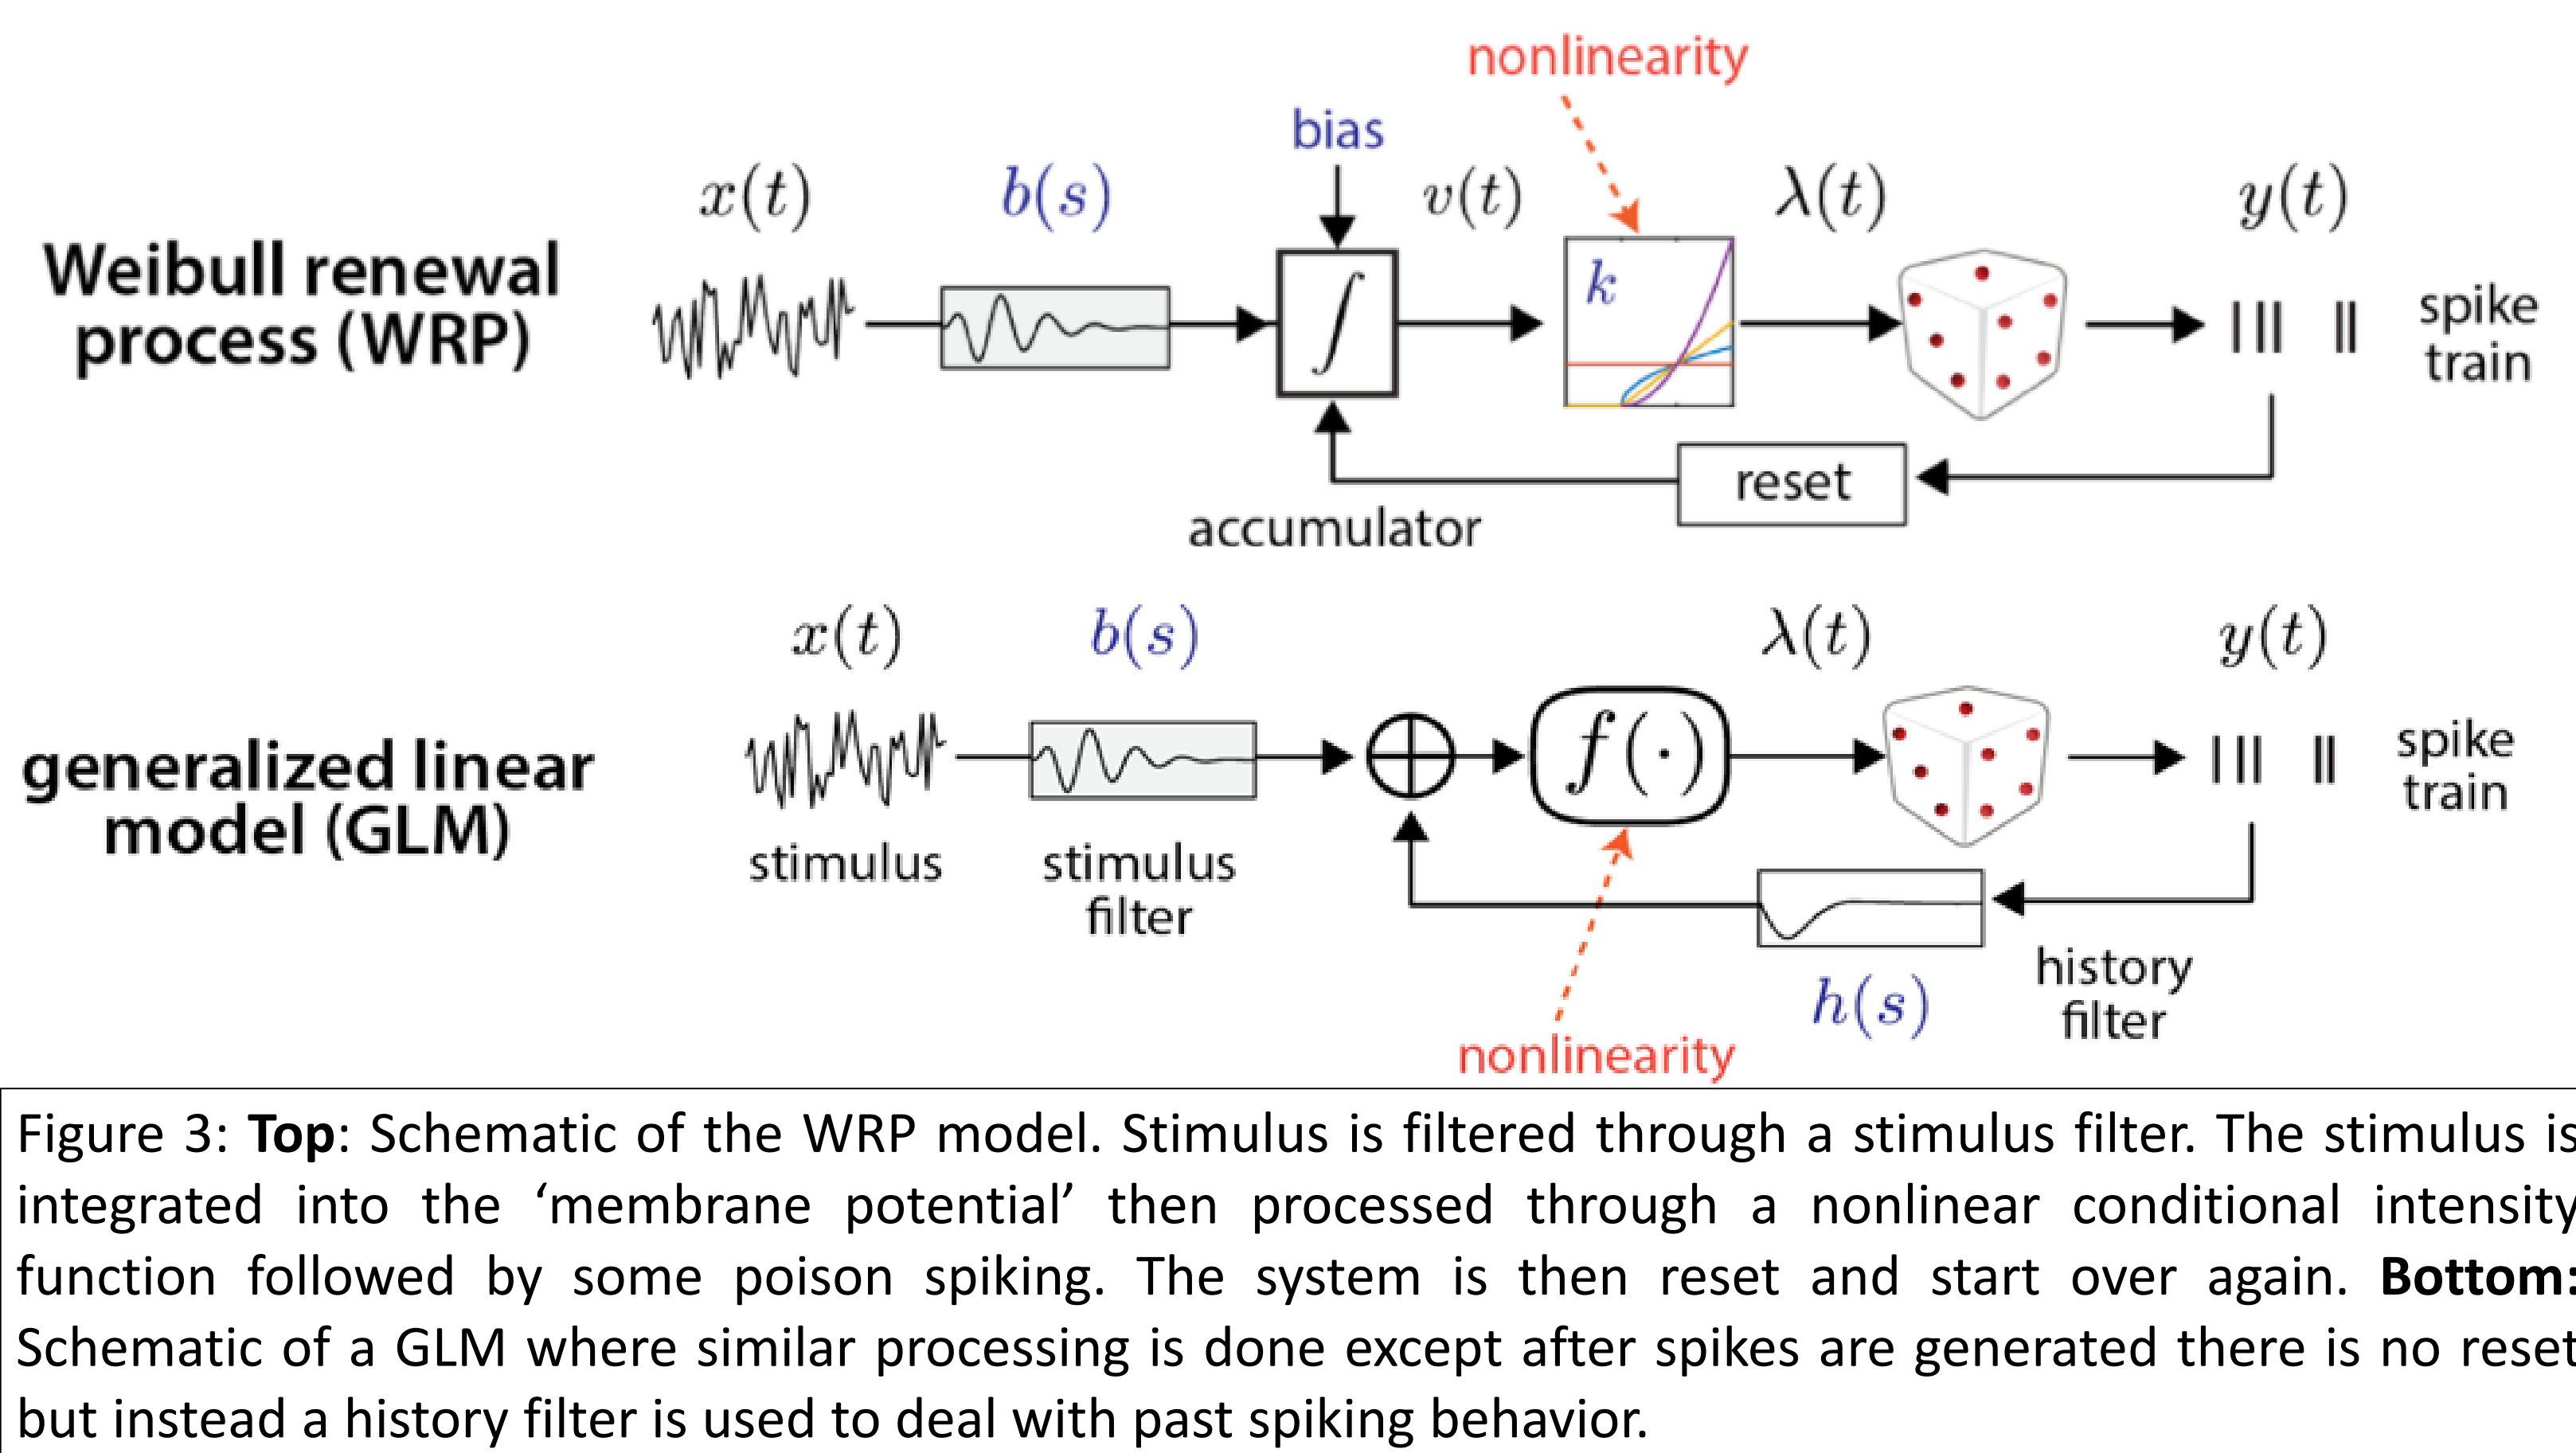 nonlinearity
bias
x(t)
b(s)
v(t)
λ(t)
y(t)
Weibull renewal
process (WRP)
∫
k
spike
train
reset
accumulator
x(t)
b(s)
λ(t)
y(t)
generalized linear
model (GLM)
f(·)
spike
train
stimulus
stimulus
filter
h(s)
history
filter
nonlinearity
Figure 3: Top: Schematic of the WRP model. Stimulus is filtered through a stimulus filter. The stimulus is
integrated into the ‘membrane potential’ then processed through a nonlinear conditional intensity
function followed by some poison spiking. The system is then reset and start over again. Bottom:
Schematic of a GLM where similar processing is done except after spikes are generated there is no reset
but instead a history filter is used to deal with past spiking behavior.